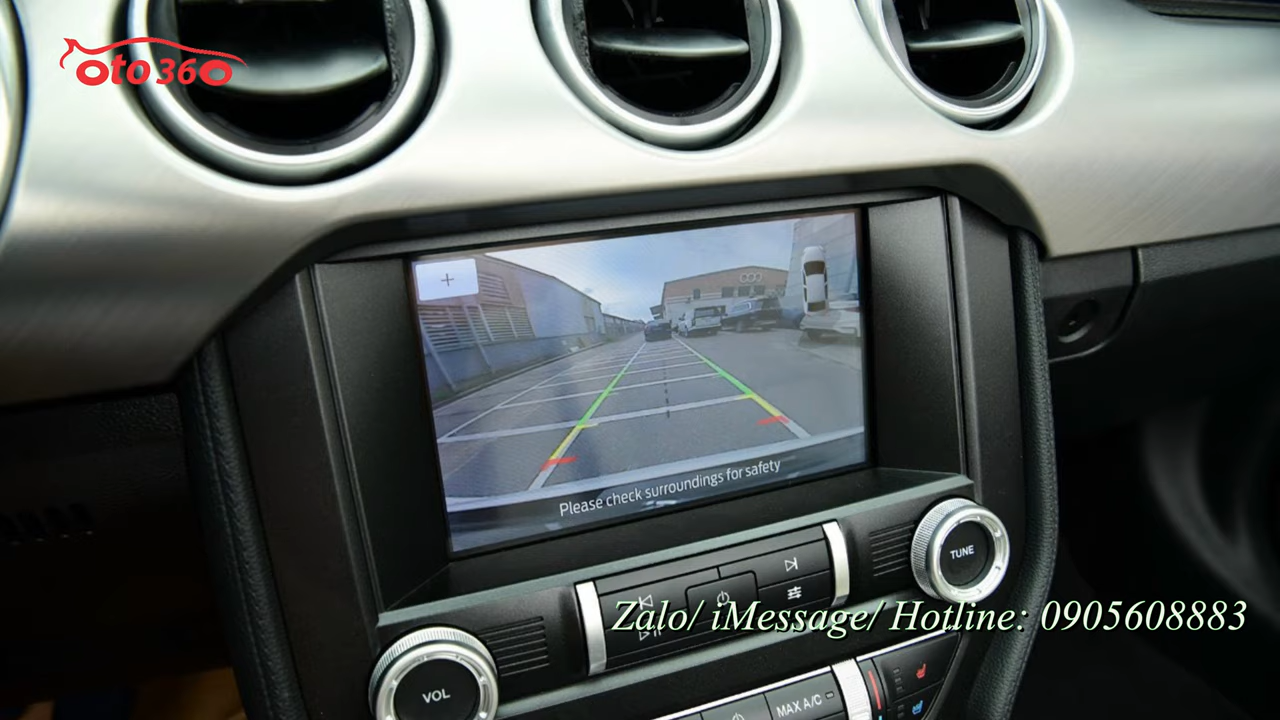 oto360
Please check surroundings for safety
TUNE
Zalo/ iMessage/ Hotline: 0905608883
VOL
MAX A/C